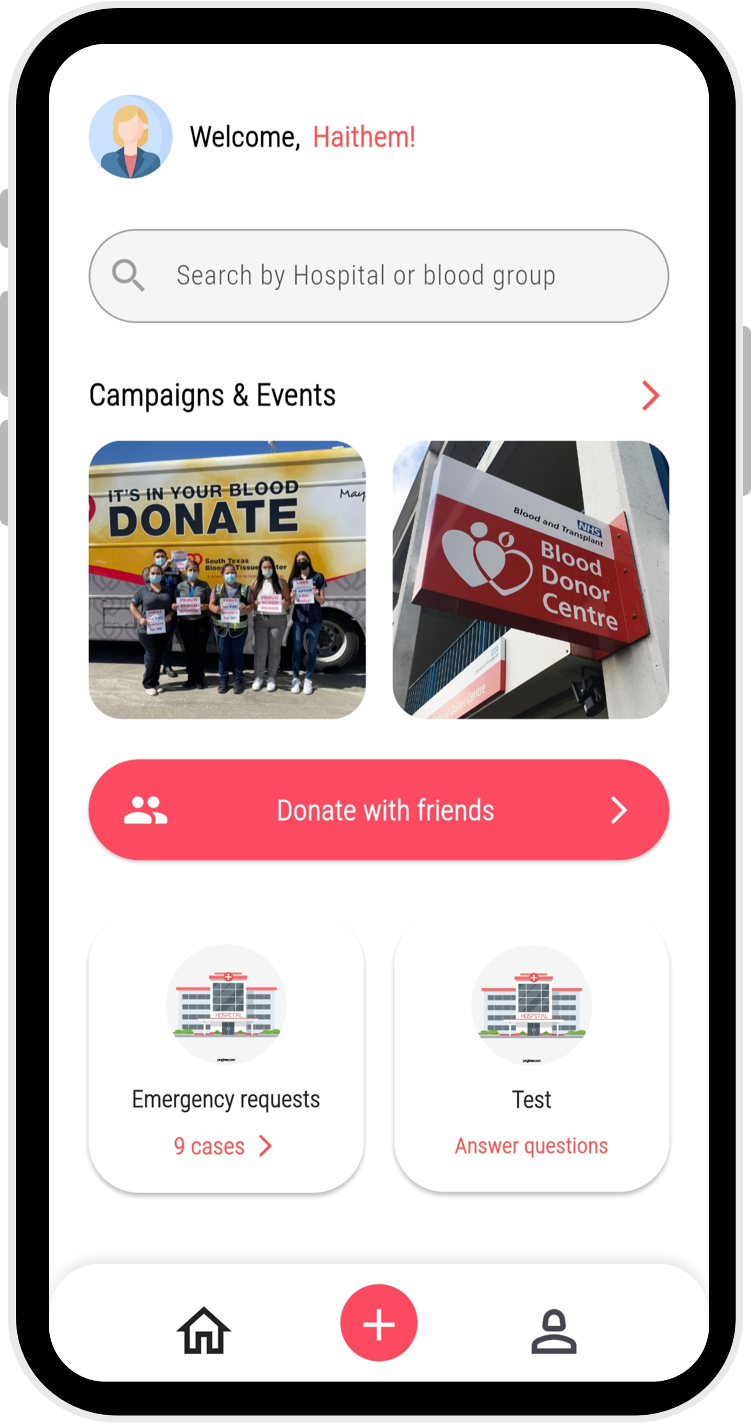 Welcome, Haithem!
Search by Hospital or blood group
Campaigns & Events
IT'S IN YOUR BLOOD
DONATE
South Texas
Blood & Tissue Center
NHS
Blood and Transplant
Blood
Donor
Centre
Donor Centre
Donate with friends
HOSPITAL
HOSPITAL
Emergency requests
Test
9 cases
Answer questions